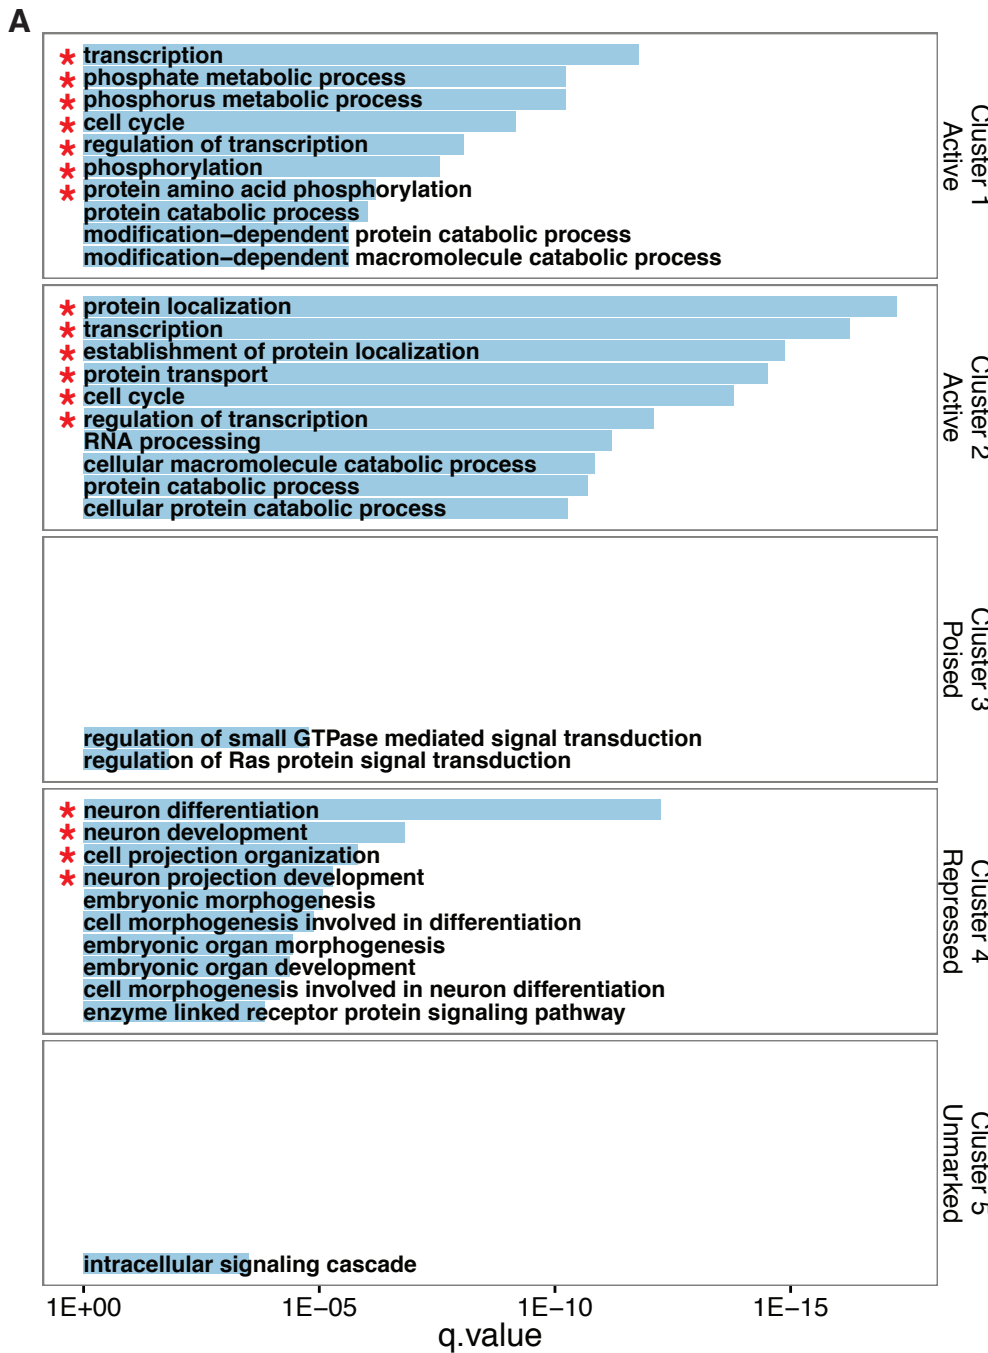 A
* transcription
* phosphate metabolic process
* phosphorus metabolic process
* cell cycle
* regulation of transcription
* phosphorylation
* protein amino acid phosphorylation
protein catabolic process
modification−dependent protein catabolic process
modification−dependent macromolecule catabolic process
Cluster 1
Active
* protein localization
* transcription
* establishment of protein localization
* protein transport
* cell cycle
* regulation of transcription
RNA processing
cellular macromolecule catabolic process
protein catabolic process
cellular protein catabolic process
Cluster 2
Active
regulation of small GTPase mediated signal transduction
regulation of Ras protein signal transduction
Cluster 3
Poised
* neuron differentiation
* neuron development
* cell projection organization
* neuron projection development
embryonic morphogenesis
cell morphogenesis involved in differentiation
embryonic organ morphogenesis
embryonic organ development
cell morphogenesis involved in neuron differentiation
enzyme linked receptor protein signaling pathway
Cluster 4
Repressed
intracellular signaling cascade
Cluster 5
Unmarked
1E+00 1E−05 1E−10 1E−15
q.value